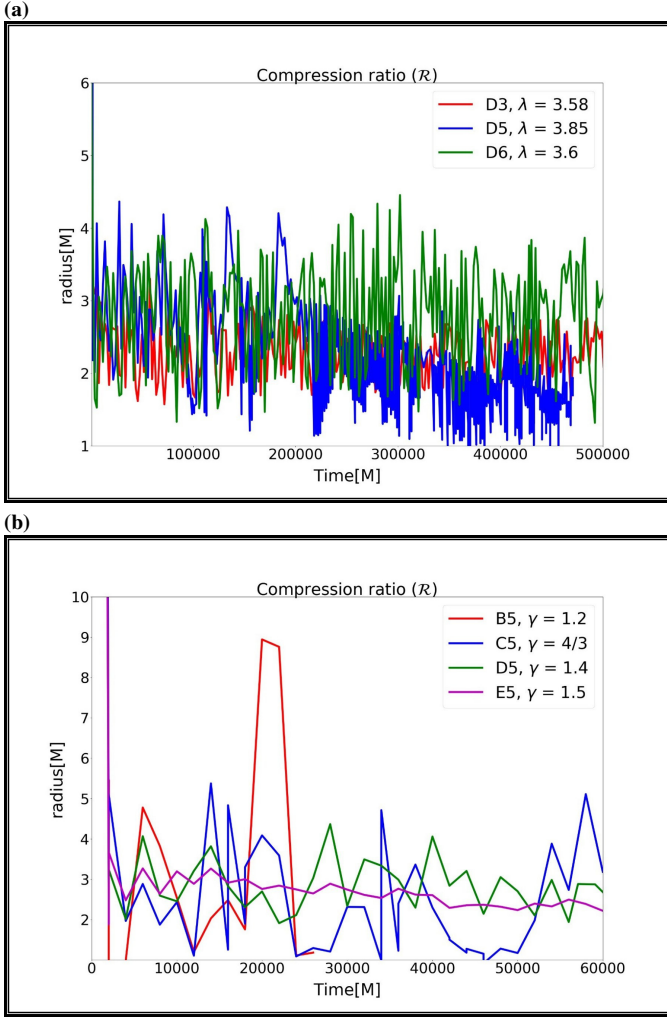 (a)
Compression ratio (ℛ)
6
5
4
3
2
1
radius[M]
D3, λ = 3.58
D5, λ = 3.85
D6, λ = 3.6
100000 200000 300000 400000 500000
Time[M]
(b)
Compression ratio (ℛ)
10
9
8
7
6
5
4
3
2
radius[M]
B5, γ = 1.2
C5, γ = 4/3
D5, γ = 1.4
E5, γ = 1.5
0 10000 20000 30000 40000 50000 60000
Time[M]